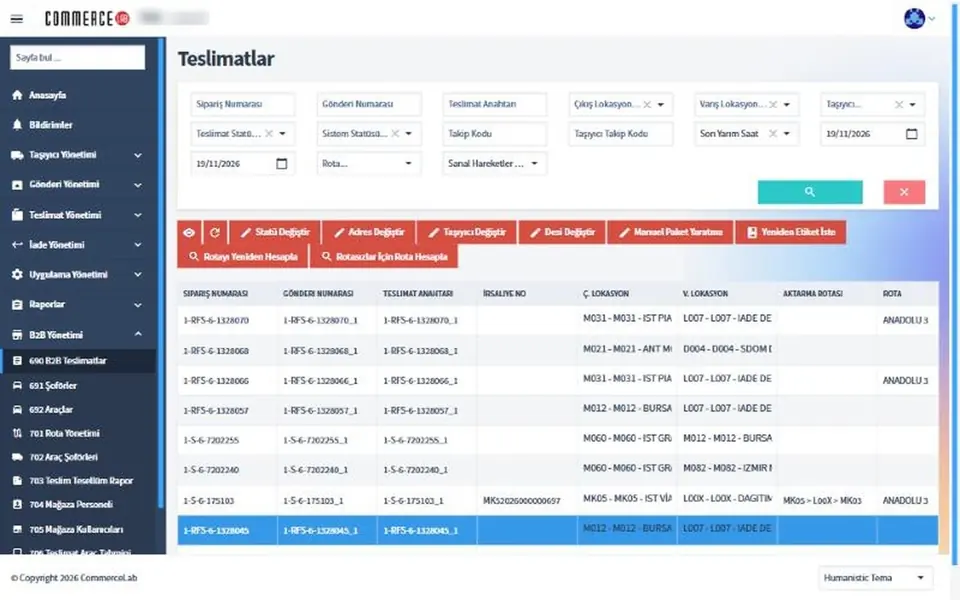 COMMERCE LAB
Sayfa bul ...
Anasayfa
Bildirimler
Taşıyıcı Yönetimi
Gönderi Yönetimi
Teslimat Yönetimi
İade Yönetimi
Uygulama Yönetimi
Raporlar
B2B Yönetimi
690 B2B Teslimatlar
691 Şoförler
692 Araçlar
701 Rota Yönetimi
702 Araç Şoförleri
703 Teslim Tesellüm Rapor
704 Mağaza Personeli
705 Mağaza Kullanıcıları
706 Teslimat Araç Tahmini
Teslimatlar
Sipariş Numarası Gönderi Numarası Teslimat Anahtarı Çıkış Lokasyon... Varış Lokasyon... Taşıyıcı...
Teslimat Statü... Sistem Statüsü... Takip Kodu Taşıyıcı Takip Kodu Son Yarım Saat 19/11/2026
19/11/2026 Rota... Sanal Hareketler ...
Statü Değiştir Adres Değiştir Taşıyıcı Değiştir Desi Değiştir Manuel Paket Yaratma Yeniden Etiket İste
Rotayı Yeniden Hesapla Rotasızlar İçin Rota Hesapla
SİPARİŞ NUMARASI GÖNDERİ NUMARASI TESLİMAT ANAHTARI İRSALİYE NO Ç. LOKASYON V. LOKASYON AKTARMA ROTASI ROTA
1-RFS-6-1328070 1-RFS-6-1328070_1 1-RFS-6-1328070_1 M031 - M031 - IST PIA L007 - L007 - IADE DE ANADOLU 3
1-RFS-6-1328068 1-RFS-6-1328068_1 1-RFS-6-1328068_1 M021 - M021 - ANT M D004 - D004 - SDOM
1-RFS-6-1328066 1-RFS-6-1328066_1 1-RFS-6-1328066_1 M031 - M031 - IST PIA L007 - L007 - IADE DE ANADOLU 3
1-RFS-6-1328057 1-RFS-6-1328057_1 1-RFS-6-1328057_1 M012 - M012 - BURSA L007 - L007 - IADE DE
1-S-6-7202255 1-S-6-7202255_1 1-S-6-7202255_1 M060 - M060 - IST GR M012 - M012 - BURSA
1-S-6-7202240 1-S-6-7202240_1 1-S-6-7202240_1 M060 - M060 - IST GR M082 - M082 - IZMIR
1-S-6-175103 1-S-6-175103_1 1-S-6-175103_1 MK52026000000697 MK05 - MK05 - IST VİA L00X - L00X - DAGITIM MK05 > L00X > MK03 ANADOLU 3
1-RFS-6-1328045 1-RFS-6-1328045_1 1-RFS-6-1328045_1 M012 - M012 - BURSA L007 - L007 - IADE DE
© Copyright 2026 CommerceLab
Humanistic Tema